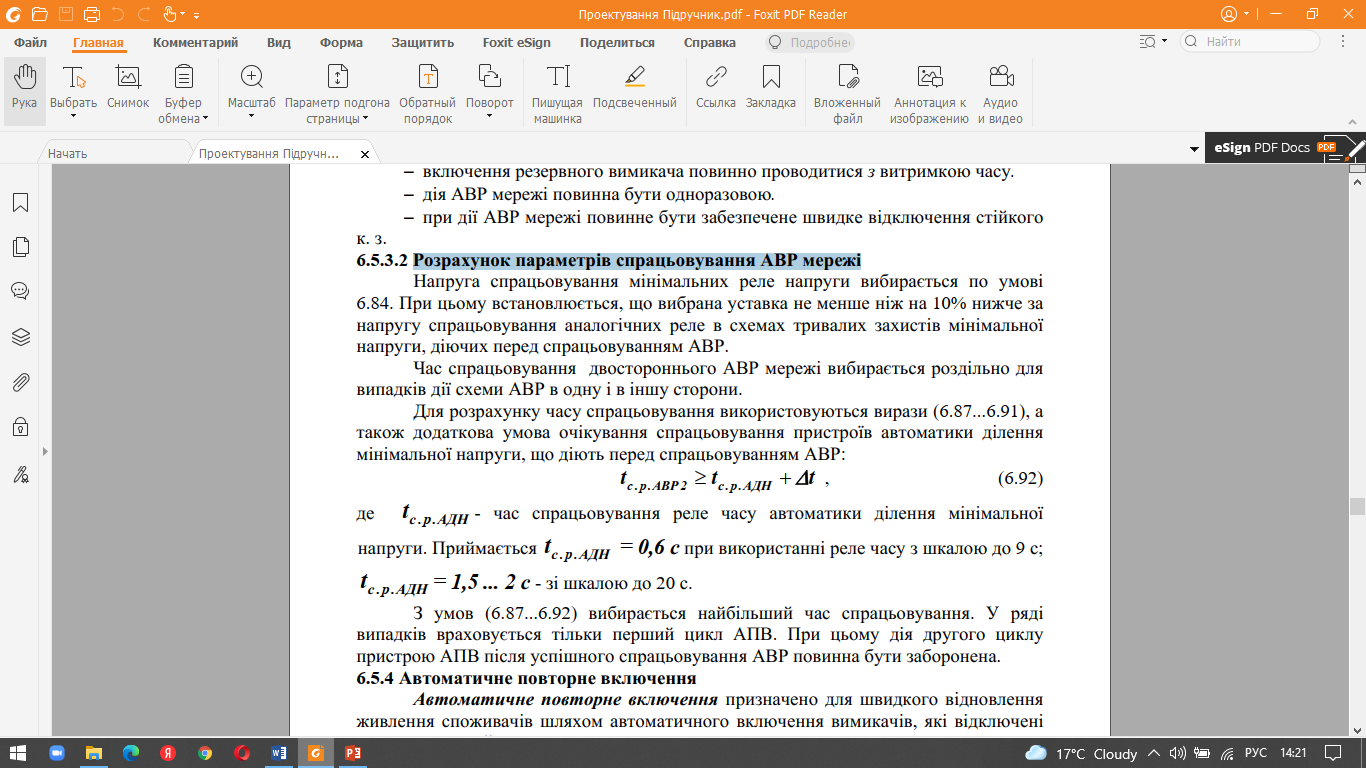 Проектування Підручник.pdf - Foxit PDF Reader
Файл Главная Комментарий Вид Форма Защитить Foxit eSign Поделиться Справка Подробнее Найти
Рука Выбрать Снимок Буфер обмена Масштаб Параметр подгона страницы Обратный порядок Поворот Пишущая машинка Подсвеченный Ссылка Закладка Вложенный файл Аннотация к изображению Аудио и видео
Начать Проектування Підручн... eSign PDF Docs PDF
– включення резервного вимикача повинно проводитися з витримкою часу.
– дія АВР мережі повинна бути одноразовою.
– при дії АВР мережі повинне бути забезпечене швидке відключення стійкого
к. з.
6.5.3.2 Розрахунок параметрів спрацьовування АВР мережі
Напруга спрацьовування мінімальних реле напруги вибирається по умові
6.84. При цьому встановлюється, що вибрана уставка не менше ніж на 10% нижче за
напругу спрацьовування аналогічних реле в схемах тривалих захистів мінімальної
напруги, діючих перед спрацьовуванням АВР.
Час спрацьовування двостороннього АВР мережі вибирається роздільно для
випадків дії схеми АВР в одну і в іншу сторони.
Для розрахунку часу спрацьовування використовуються вирази (6.87...6.91), а
також додаткова умова очікування спрацьовування пристроїв автоматики ділення
мінімальної напруги, що діють перед спрацьовуванням АВР:
t с.р.АВР2 ≥ t с.р.АДН + Δt , (6.92)
де t с.р.АДН - час спрацьовування реле часу автоматики ділення мінімальної
напруги. Приймається t с.р.АДН = 0,6 с при використанні реле часу з шкалою до 9 с;
t с.р.АДН = 1,5 ... 2 с - зі шкалою до 20 с.
З умов (6.87...6.92) вибирається найбільший час спрацьовування. У ряді
випадків враховується тільки перший цикл АПВ. При цьому дія другого циклу
пристрою АПВ після успішного спрацьовування АВР повинна бути заборонена.
6.5.4 Автоматичне повторне включення
Автоматичне повторне включення призначено для швидкого відновлення
живлення споживачів шляхом автоматичного включення вимикачів, які відключені
17°C Cloudy РУС 14:21